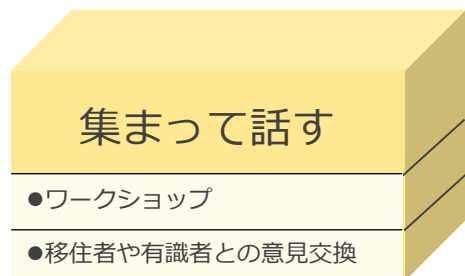 集まって話す
●ワークショップ
●移住者や有識者との意見交換